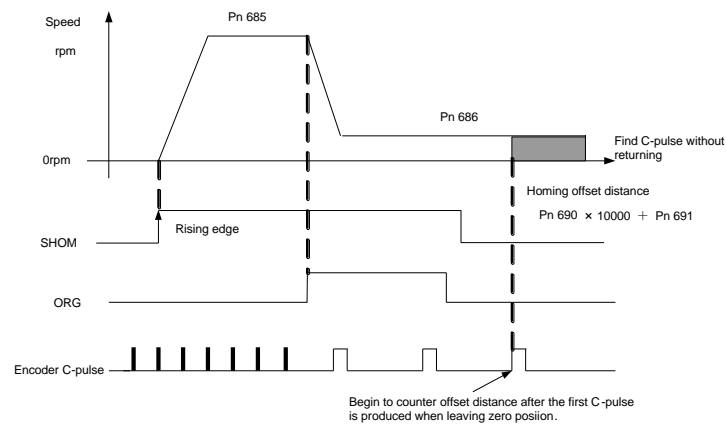 Speed
rpm
Pn 685
Pn 686
0rpm
Find C-pulse without
returning
Homing offset distance
Pn 690 × 10000 + Pn 691
Rising edge
SHOM
ORG
Encoder C-pulse
Begin to counter offset distance after the first C-pulse
is produced when leaving zero posiion.